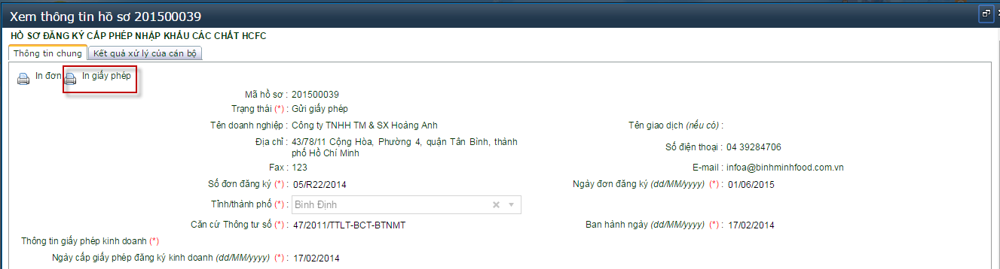 Xem thông tin hồ sơ 201500039
HỒ SƠ ĐĂNG KÝ CẤP PHÉP NHẬP KHẨU CÁC CHẤT HCFC
Thông tin chung Kết quả xử lý của cán bộ
In đơn In giấy phép
Mã hồ sơ : 201500039
Trạng thái (*) : Gửi giấy phép
Tên doanh nghiệp : Công ty TNHH TM & SX Hoàng Anh Tên giao dịch (nếu có) :
Địa chỉ : 43/78/11 Cộng Hòa, Phường 4, quận Tân Bình, thành
phố Hồ Chí Minh
Số điện thoại : 04 39284706
Fax : 123 E-mail : infoa@binhminhfood.com.vn
Số đơn đăng ký (*) : 05/R22/2014 Ngày đơn đăng ký (dd/MM/yyyy) (*) : 01/06/2015
Tỉnh/thành phố (*) : Bình Định
Căn cứ Thông tư số (*) : 47/2011/TTLT-BCT-BTNMT Ban hành ngày (dd/MM/yyyy) (*) : 17/02/2014
Thông tin giấy phép kinh doanh (*)
Ngày cấp giấy phép đăng ký kinh doanh (dd/MM/yyyy) (*) : 17/02/2014